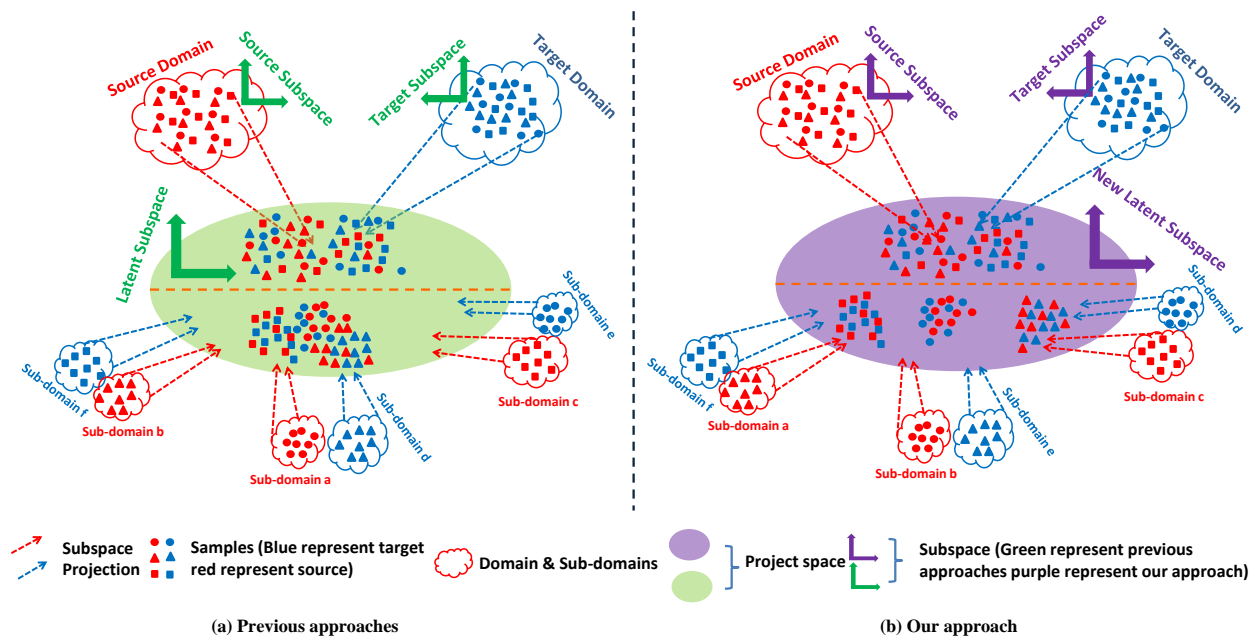 Source Domain
Source Subspace
Target Subspace
Target Domain
Latent Subspace
Sub-domain e
Sub-domain f
Sub-domain b
Sub-domain a
Sub-domain d
Sub-domain c
Source Domain
Source Subspace
Target Subspace
Target Domain
New Latent Subspace
Sub-domain d
Sub-domain f
Sub-domain a
Sub-domain b
Sub-domain e
Sub-domain c
Subspace
Projection
Samples (Blue represent target
red represent source)
Domain & Sub-domains
Project space
Subspace (Green represent previous
approaches purple represent our approach)
(a) Previous approaches
(b) Our approach